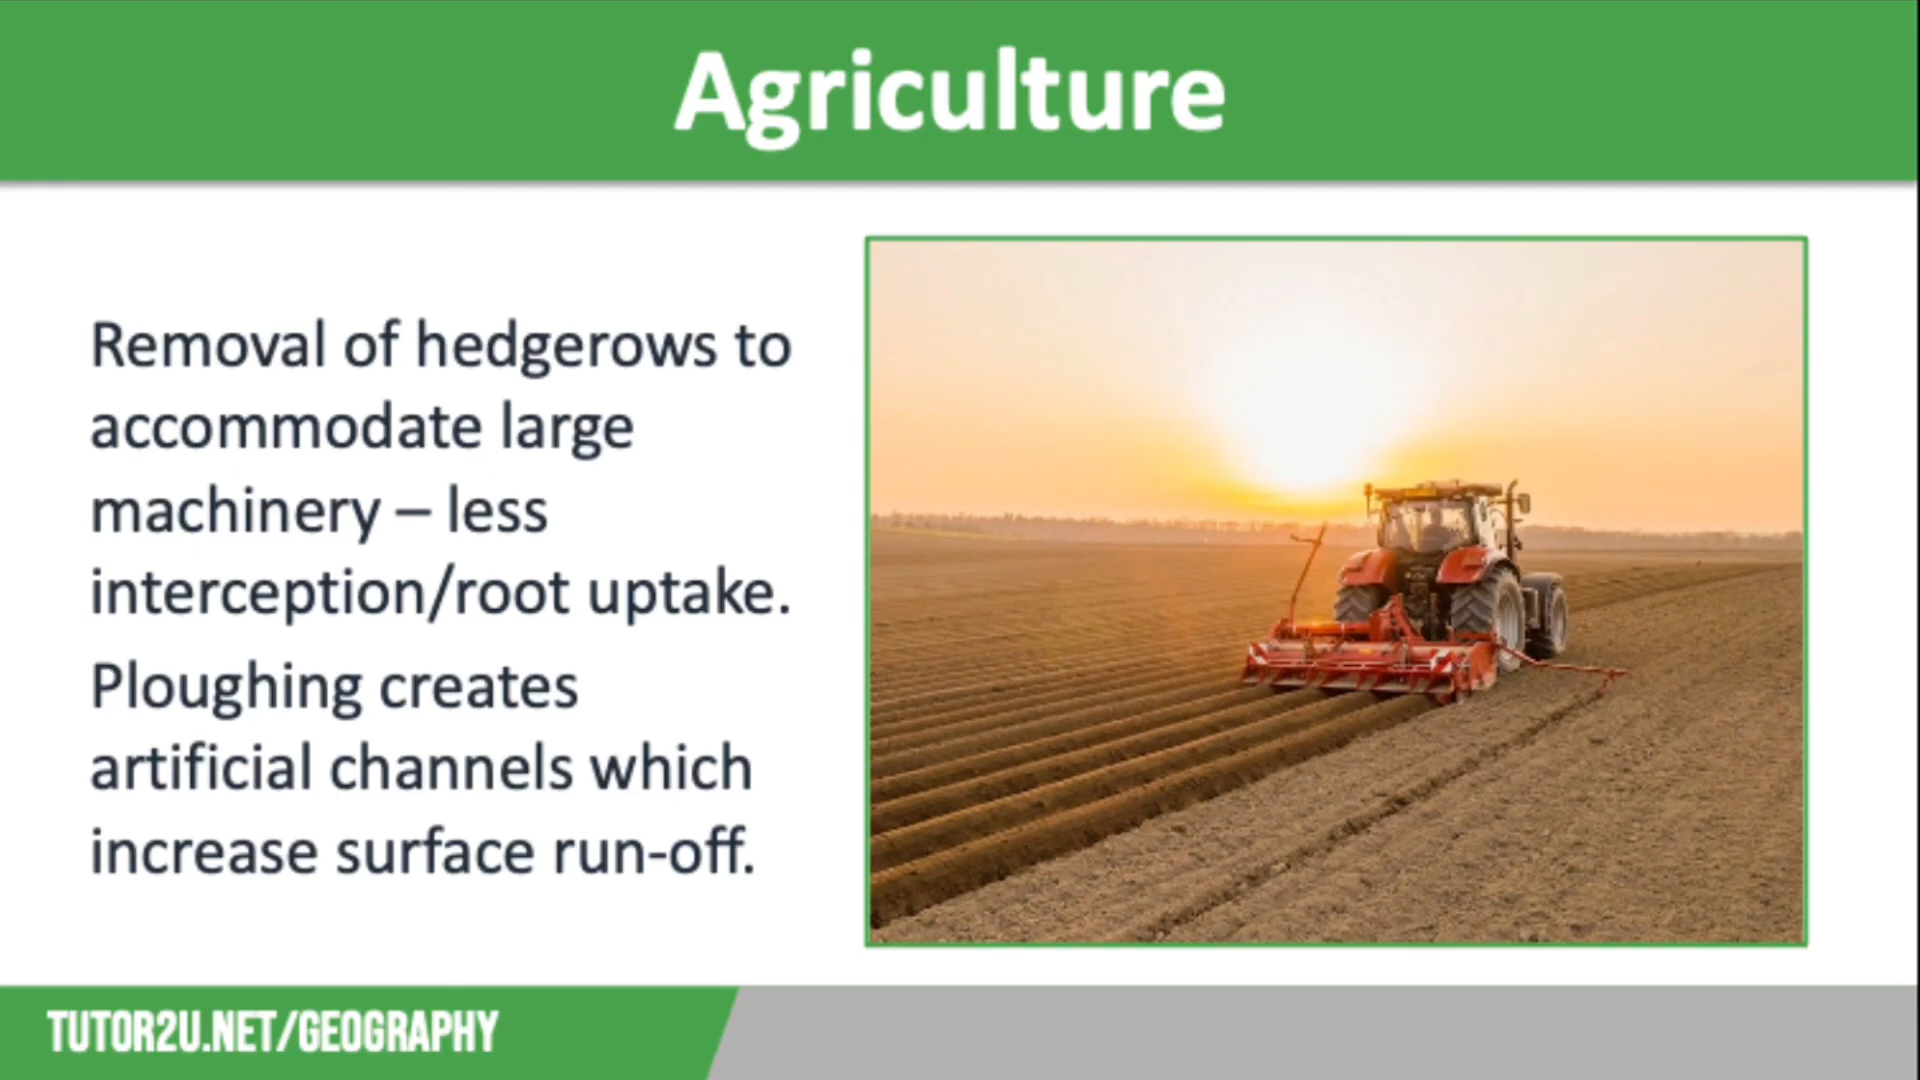 Agriculture
Removal of hedgerows to
accommodate large
machinery – less
interception/root uptake.
Ploughing creates
artificial channels which
increase surface run-off.
TUTOR2U.NET/GEOGRAPHY